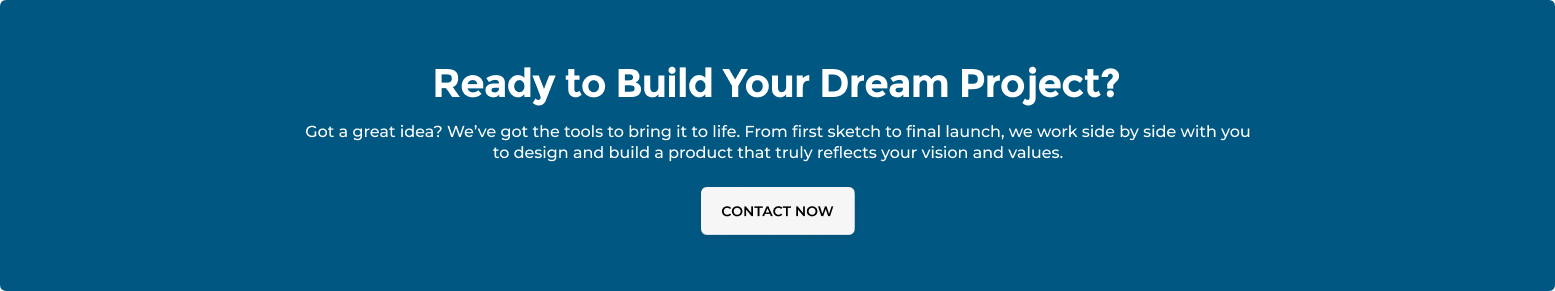 Ready to Build Your Dream Project?
Got a great idea? We’ve got the tools to bring it to life. From first sketch to final launch, we work side by side with you
to design and build a product that truly reflects your vision and values.
CONTACT NOW